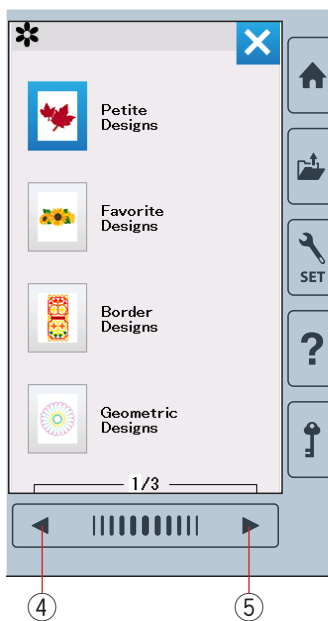 Petite
Designs
Favorite
Designs
Border
Designs
Geometric
Designs
1/3
SET
?
④
⑤